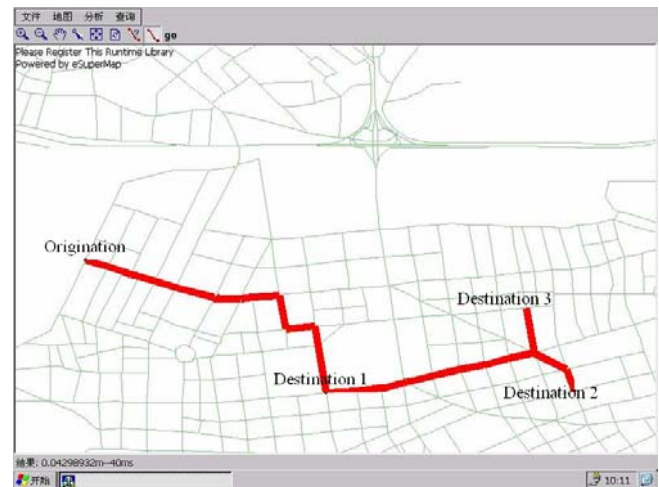 文件 地图 分析 查询
go
Please Register This Runtime Library
Powered by eSuperMap
Origination
Destination 3
Destination 1
Destination 2
结果: 0.04298932m--40ms
开始
10:11